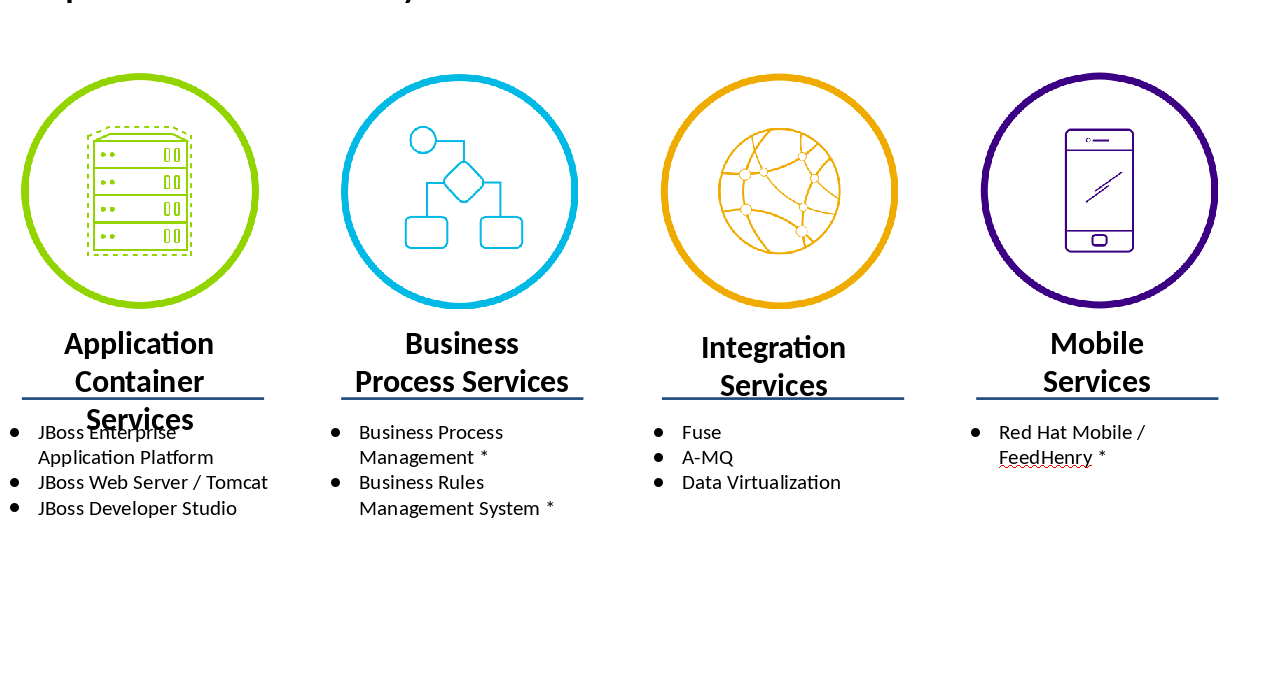 Application
Container
Services
JBoss Enterprise
Application Platform
JBoss Web Server / Tomcat
JBoss Developer Studio
Business
Process Services
Business Process
Management *
Business Rules
Management System *
Integration
Services
Fuse
A-MQ
Data Virtualization
Mobile
Services
Red Hat Mobile /
FeedHenry *